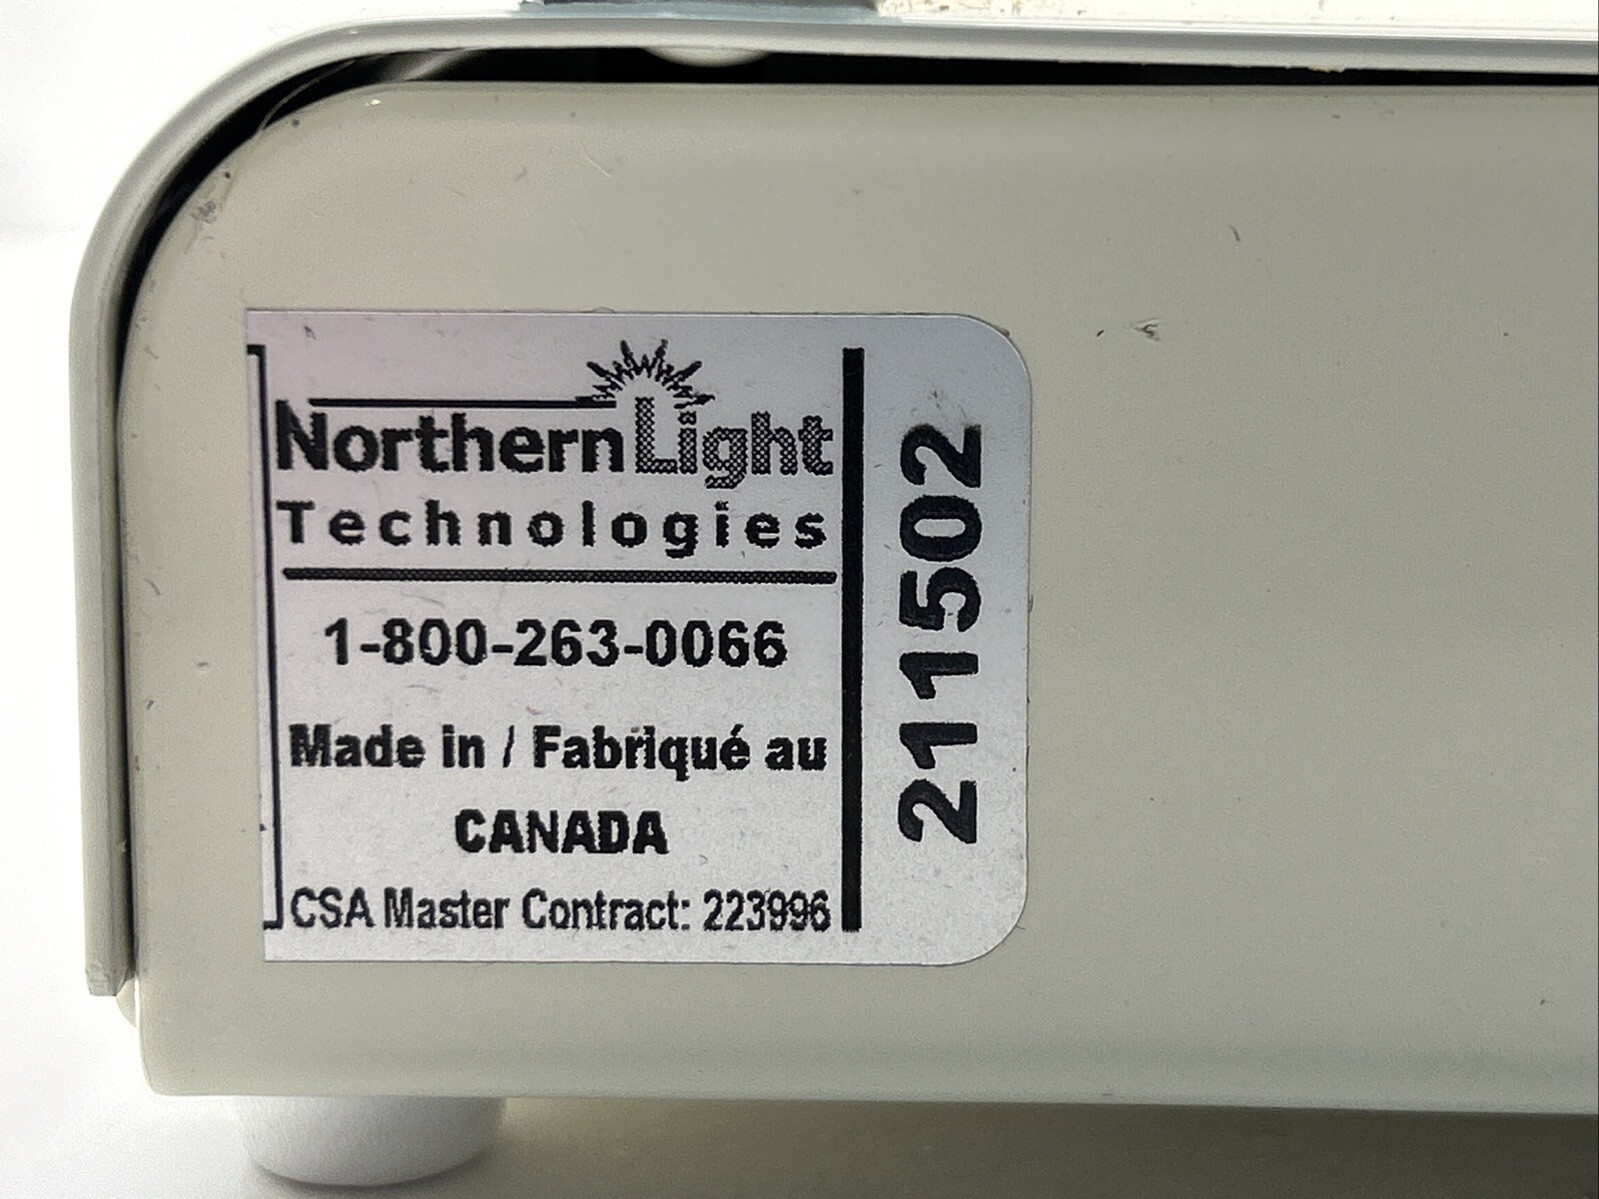 NorthernLight
Technologies
1-800-263-0066
Made in / Fabriqué au
CANADA
CSA Master Contract: 223996
211502